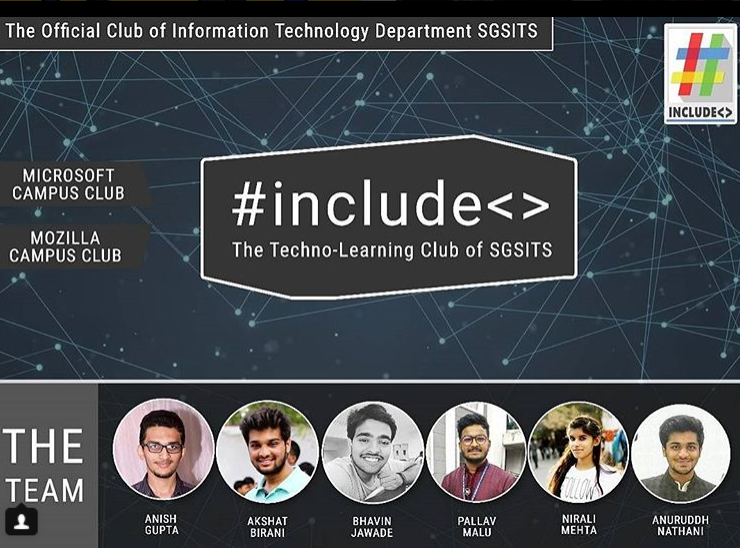 The Official Club of Information Technology Department SGSITS
INCLUDE<>
MICROSOFT
CAMPUS CLUB
MOZILLA
CAMPUS CLUB
#include<>
The Techno-Learning Club of SGSITS
THE
TEAM
FOLLOW
ANISH
GUPTA
AKSHAT
BIRANI
BHAVIN
JAWADE
PALLAV
MALU
NIRALI
MEHTA
ANURUDDH
NATHANI